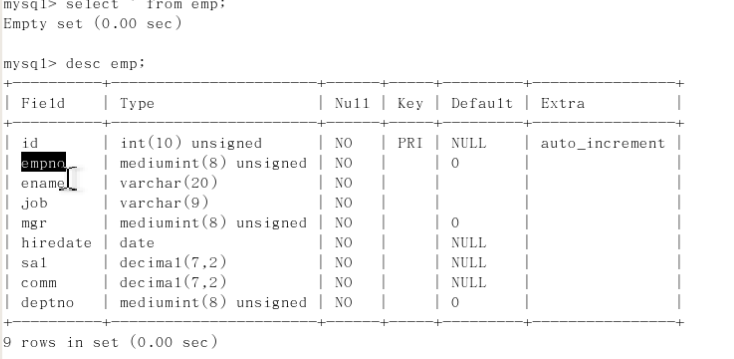 mysql> select * from emp;
Empty set (0.00 sec)
mysql> desc emp;
+----------+-----------------------+------+-----+---------+----------------+
| Field    | Type                  | Null | Key | Default | Extra          |
+----------+-----------------------+------+-----+---------+----------------+
| id       | int(10) unsigned      | NO   | PRI | NULL    | auto_increment |
| empno    | mediumint(8) unsigned | NO   |     | 0       |                |
| ename    | varchar(20)           | NO   |     |         |                |
| job      | varchar(9)            | NO   |     |         |                |
| mgr      | mediumint(8) unsigned | NO   |     | 0       |                |
| hiredate | date                  | NO   |     | NULL    |                |
| sal      | decimal(7,2)          | NO   |     | NULL    |                |
| comm     | decimal(7,2)          | NO   |     | NULL    |                |
| deptno   | mediumint(8) unsigned | NO   |     | 0       |                |
+----------+-----------------------+------+-----+---------+----------------+
9 rows in set (0.00 sec)